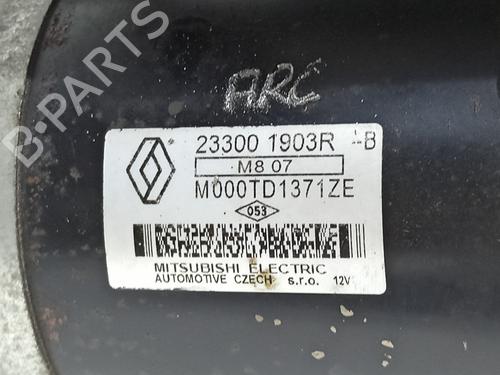 ARC
23300 1903R -B
M8 07
M000TD1371ZE
053
MITSUBISHI ELECTRIC
AUTOMOTIVE CZECH s.r.o. 12V
B-PARTS